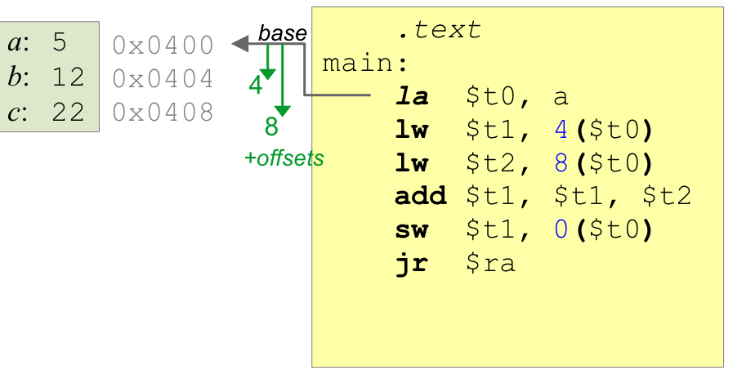 a: 5 0x0400
b: 12 0x0404
c: 22 0x0408
base
4
8
+offsets
.text
main:
la $t0, a
lw $t1, 4($t0)
lw $t2, 8($t0)
add $t1, $t1, $t2
sw $t1, 0($t0)
jr $ra